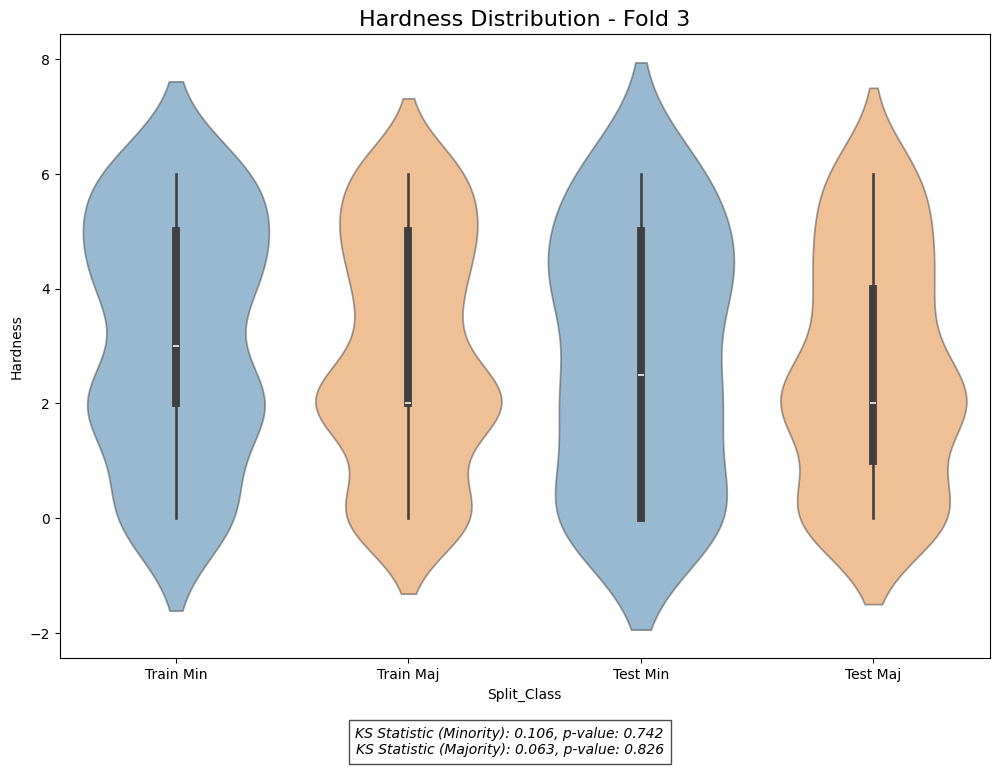 Hardness Distribution - Fold 3
8
6
4
2
0
−2
Hardness
Train Min
Train Maj
Test Min
Test Maj
Split_Class
KS Statistic (Minority): 0.106, p-value: 0.742
KS Statistic (Majority): 0.063, p-value: 0.826